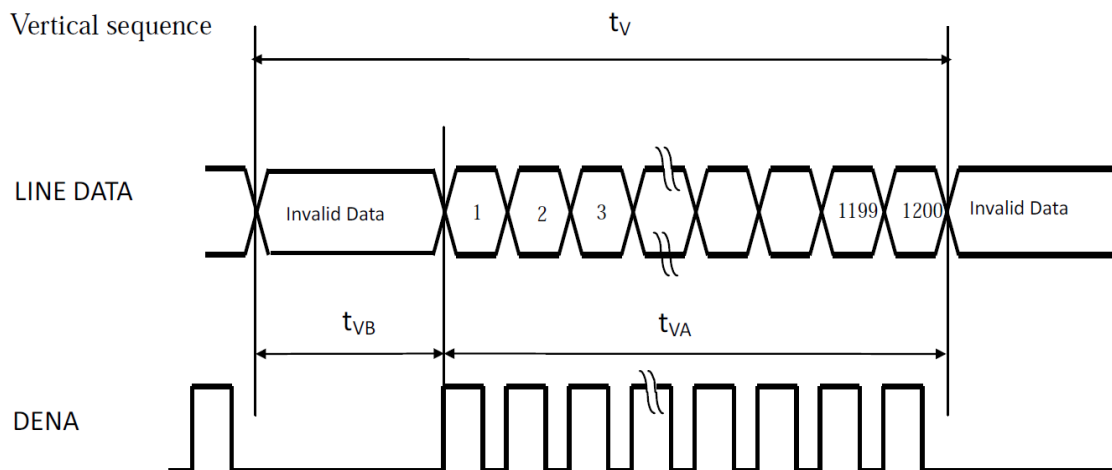 Vertical sequence
tV
LINE DATA
Invalid Data
1
2
3
1199
1200
Invalid Data
tVB
tVA
DENA